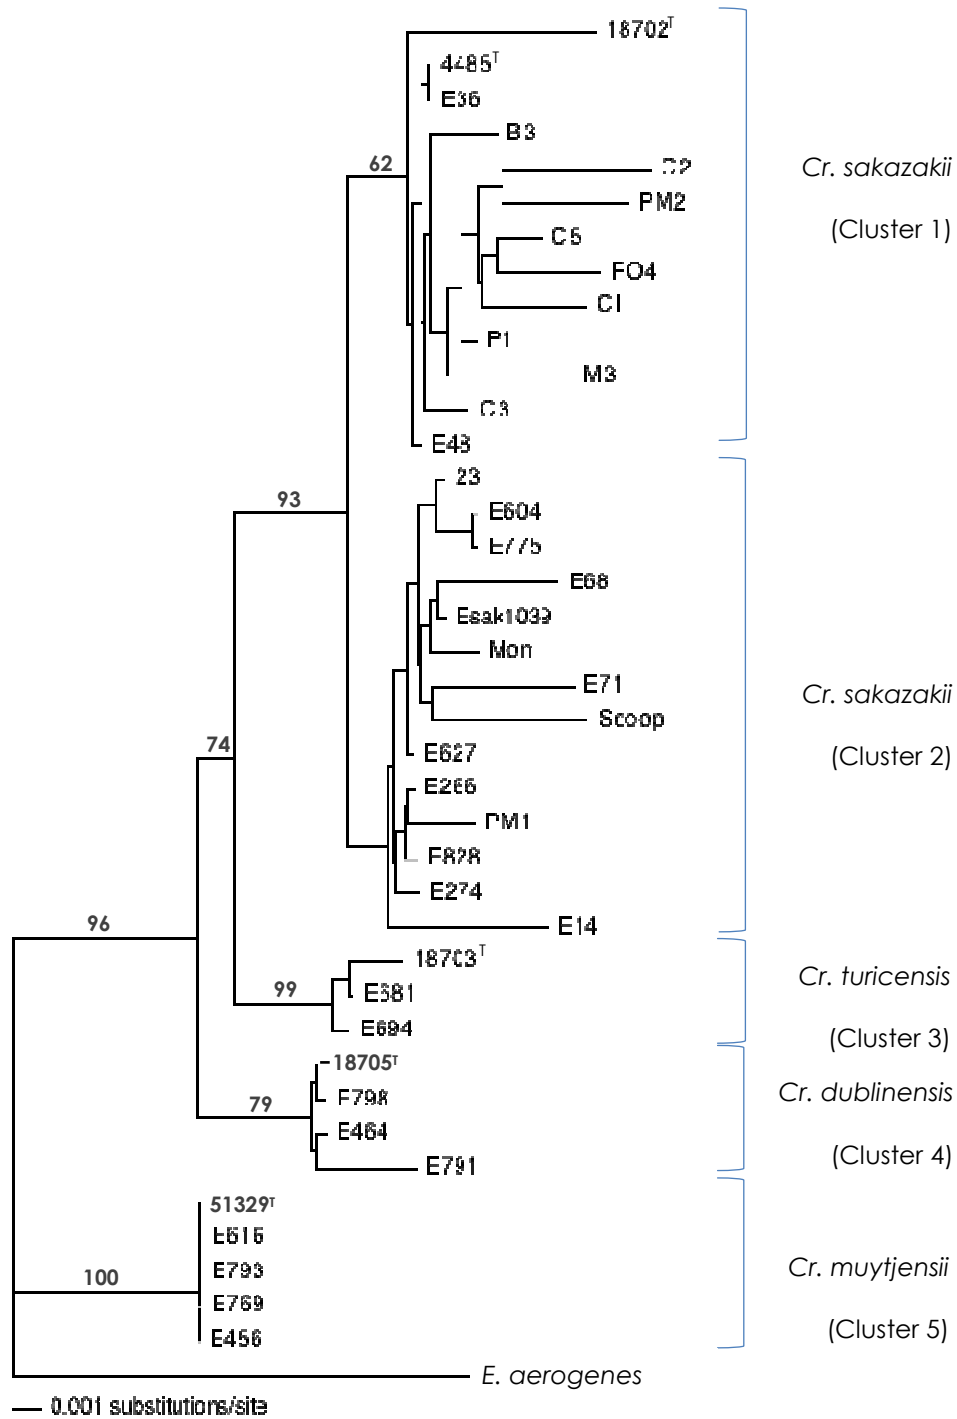 18702ᵀ
4485ᵀ
E36
B3
62
Cr. sakazakii
PM2
(Cluster 1)
C5
FO4
CI
P1
M3
C3
E48
23
93
E604
E775
E68
Esak1039
Mon
E71
Cr. sakazakii
Scoop
74
E627
(Cluster 2)
E266
PM1
E828
E274
96
E14
18703ᵀ
Cr. turicensis
99
E681
E694
(Cluster 3)
18705ᵀ
E798
Cr. dublinensis
79
E464
(Cluster 4)
E791
51329ᵀ
E616
Cr. muytjensii
E793
100
E769
(Cluster 5)
E456
E. aerogenes
0.001 substitutions/site